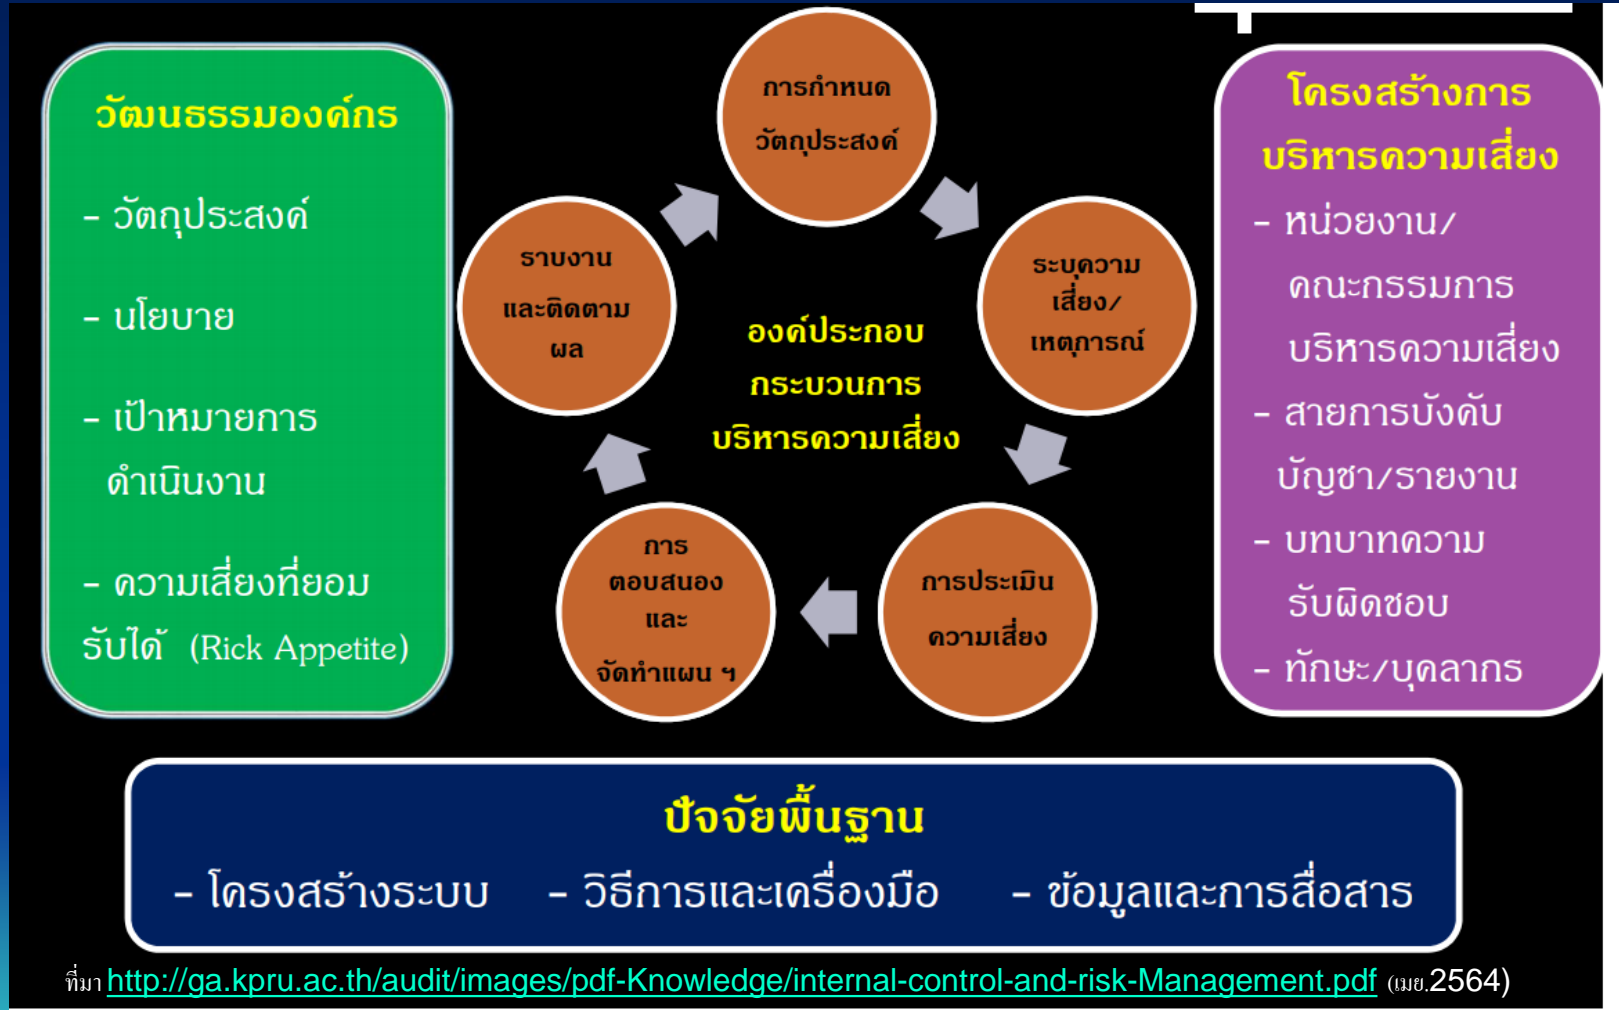 วัฒนธรรมองค์กร
- วัตถุประสงค์
- นโยบาย
- เป้าหมายการ
ดำเนินงาน
- ความเสี่ยงที่ยอม
รับได้ (Rick Appetite)
การกำหนด
วัตถุประสงค์
ระบุความ
เสี่ยง/
เหตุการณ์
การประเมิน
ความเสี่ยง
การ
ตอบสนอง
และ
จัดทำแผน ฯ
ราบงาน
และติดตาม
ผล
องค์ประกอบ
กระบวนการ
บริหารความเสี่ยง
โครงสร้างการ
บริหารความเสี่ยง
- หน่วยงาน/
คณะกรรมการ
บริหารความเสี่ยง
- สายการบังคับ
บัญชา/รายงาน
- บทบาทความ
รับผิดชอบ
- ทักษะ/บุคลากร
ปัจจัยพื้นฐาน
- โครงสร้างระบบ - วิธีการและเครื่องมือ - ข้อมูลและการสื่อสาร
ที่มา http://ga.kpru.ac.th/audit/images/pdf-Knowledge/internal-control-and-risk-Management.pdf (เมย.2564)